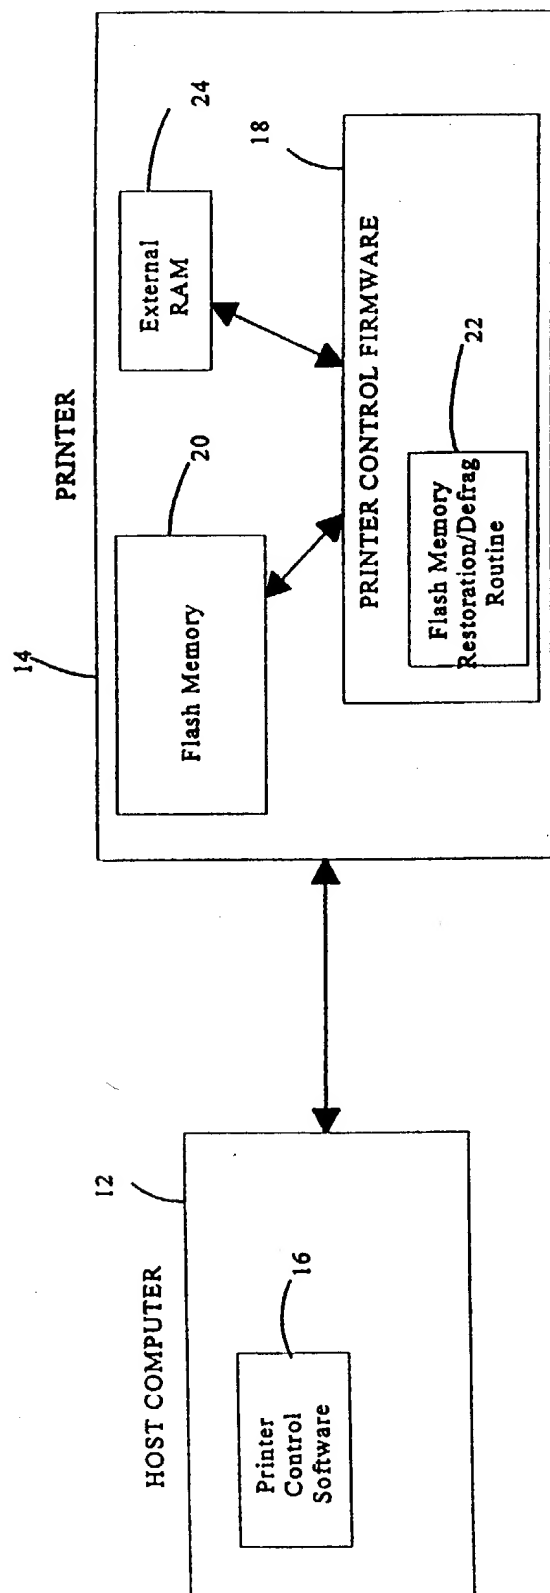 HOST COMPUTER
12
Printer
Control
Software
16
PRINTER
14
Flash Memory
20
External
RAM
24
PRINTER CONTROL FIRMWARE
18
Flash Memory
Restoration/Defrag
Routine
22